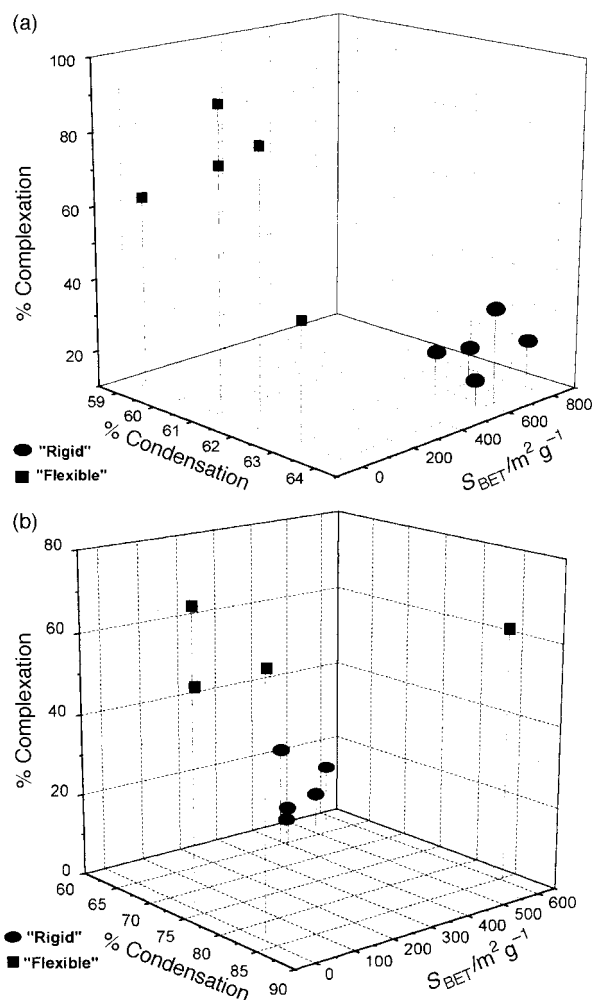 (a)
100
80
60
40
20
% Complexation
59
60
61
62
63
64
% Condensation
0
200
400
600
800
S BET/m² g⁻¹
"Rigid"
"Flexible"
(b)
80
60
40
20
0
% Complexation
60
65
70
75
80
85
90
% Condensation
0
100
200
300
400
500
600
S BET/m² g⁻¹
"Rigid"
"Flexible"